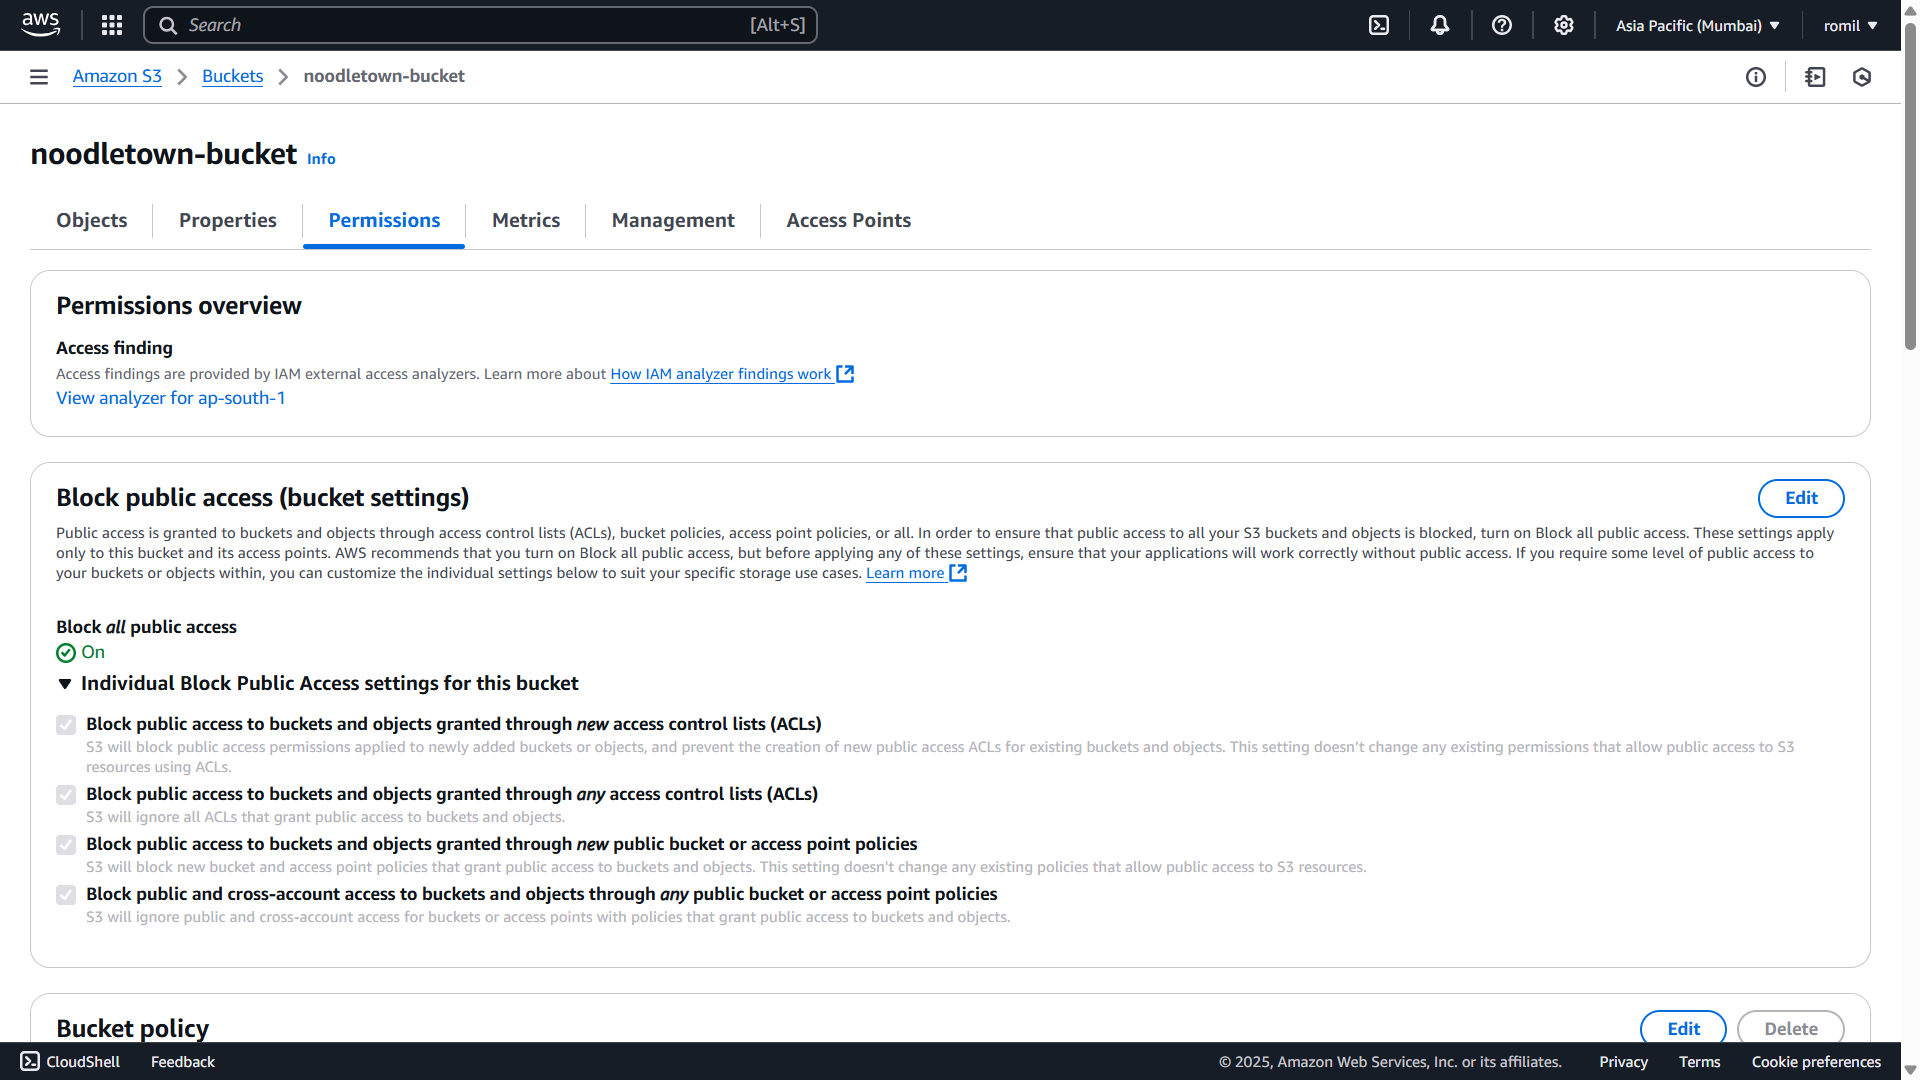 aws
Search [Alt+S]
Asia Pacific (Mumbai)
romil
Amazon S3
Buckets
noodletown-bucket
noodletown-bucket Info
Objects
Properties
Permissions
Metrics
Management
Access Points
Permissions overview
Access finding
Access findings are provided by IAM external access analyzers. Learn more about How IAM analyzer findings work
View analyzer for ap-south-1
Block public access (bucket settings)
Edit
Public access is granted to buckets and objects through access control lists (ACLs), bucket policies, access point policies, or all. In order to ensure that public access to all your S3 buckets and objects is blocked, turn on Block all public access. These settings apply
only to this bucket and its access points. AWS recommends that you turn on Block all public access, but before applying any of these settings, ensure that your applications will work correctly without public access. If you require some level of public access to
your buckets or objects within, you can customize the individual settings below to suit your specific storage use cases. Learn more
Block all public access
On
Individual Block Public Access settings for this bucket
Block public access to buckets and objects granted through new access control lists (ACLs)
S3 will block public access permissions applied to newly added buckets or objects, and prevent the creation of new public access ACLs for existing buckets and objects. This setting doesn't change any existing permissions that allow public access to S3
resources using ACLs.
Block public access to buckets and objects granted through any access control lists (ACLs)
S3 will ignore all ACLs that grant public access to buckets and objects.
Block public access to buckets and objects granted through new public bucket or access point policies
S3 will block new bucket and access point policies that grant public access to buckets and objects. This setting doesn't change any existing policies that allow public access to S3 resources.
Block public and cross-account access to buckets and objects through any public bucket or access point policies
S3 will ignore public and cross-account access for buckets or access points with policies that grant public access to buckets and objects.
Bucket policy
Edit
Delete
CloudShell
Feedback
© 2025, Amazon Web Services, Inc. or its affiliates.
Privacy
Terms
Cookie preferences